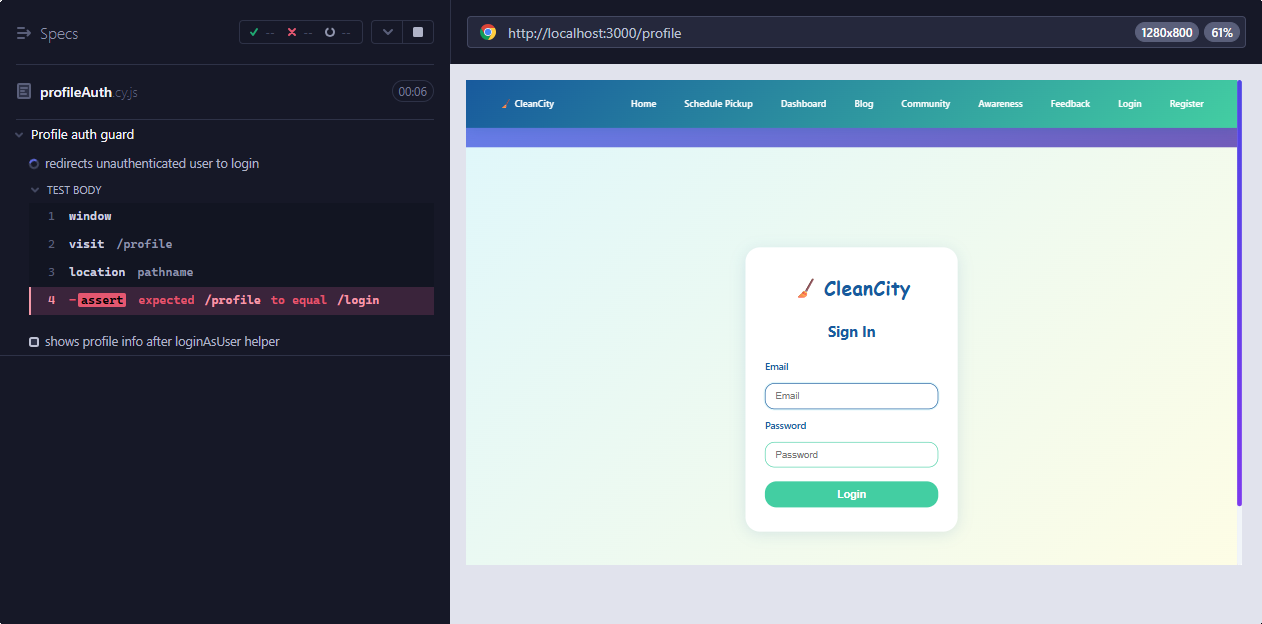 Specs
-- -- --
profileAuth.cy.js 00:06
Profile auth guard
redirects unauthenticated user to login
TEST BODY
1 window
2 visit /profile
3 location pathname
4 -assert expected /profile to equal /login
shows profile info after loginAsUser helper
http://localhost:3000/profile 1280x800 61%
CleanCity Home Schedule Pickup Dashboard Blog Community Awareness Feedback Login Register
CleanCity
Sign In
Email
Email
Password
Password
Login